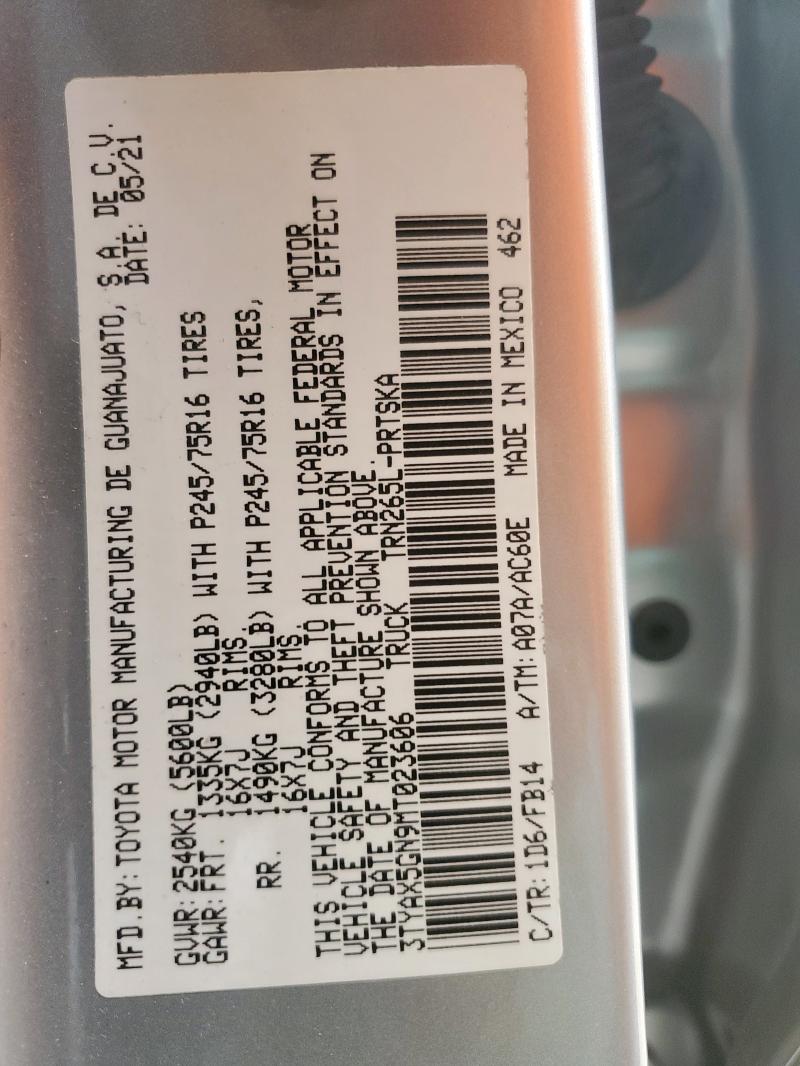 MFD.BY:TOYOTA MOTOR MANUFACTURING DE GUANAJUATO, S.A. DE C.V.
DATE: 05/21
GVWR:2540KG (5600LB)
GAWR:FRT. 1335KG (2940LB) WITH P245/75R16 TIRES
16X7J RIMS.
RR. 1490KG (3280LB) WITH P245/75R16 TIRES,
16X7J RIMS.
THIS VEHICLE CONFORMS TO ALL APPLICABLE FEDERAL MOTOR
VEHICLE SAFETY AND THEFT PREVENTION STANDARDS IN EFFECT ON
THE DATE OF MANUFACTURE SHOWN ABOVE.
3TYAX5GN9MT023606 TRUCK TRN265L-PRTSKA
C/TR:1D6/FB14 A/TM:A07A/AC60E MADE IN MEXICO 462